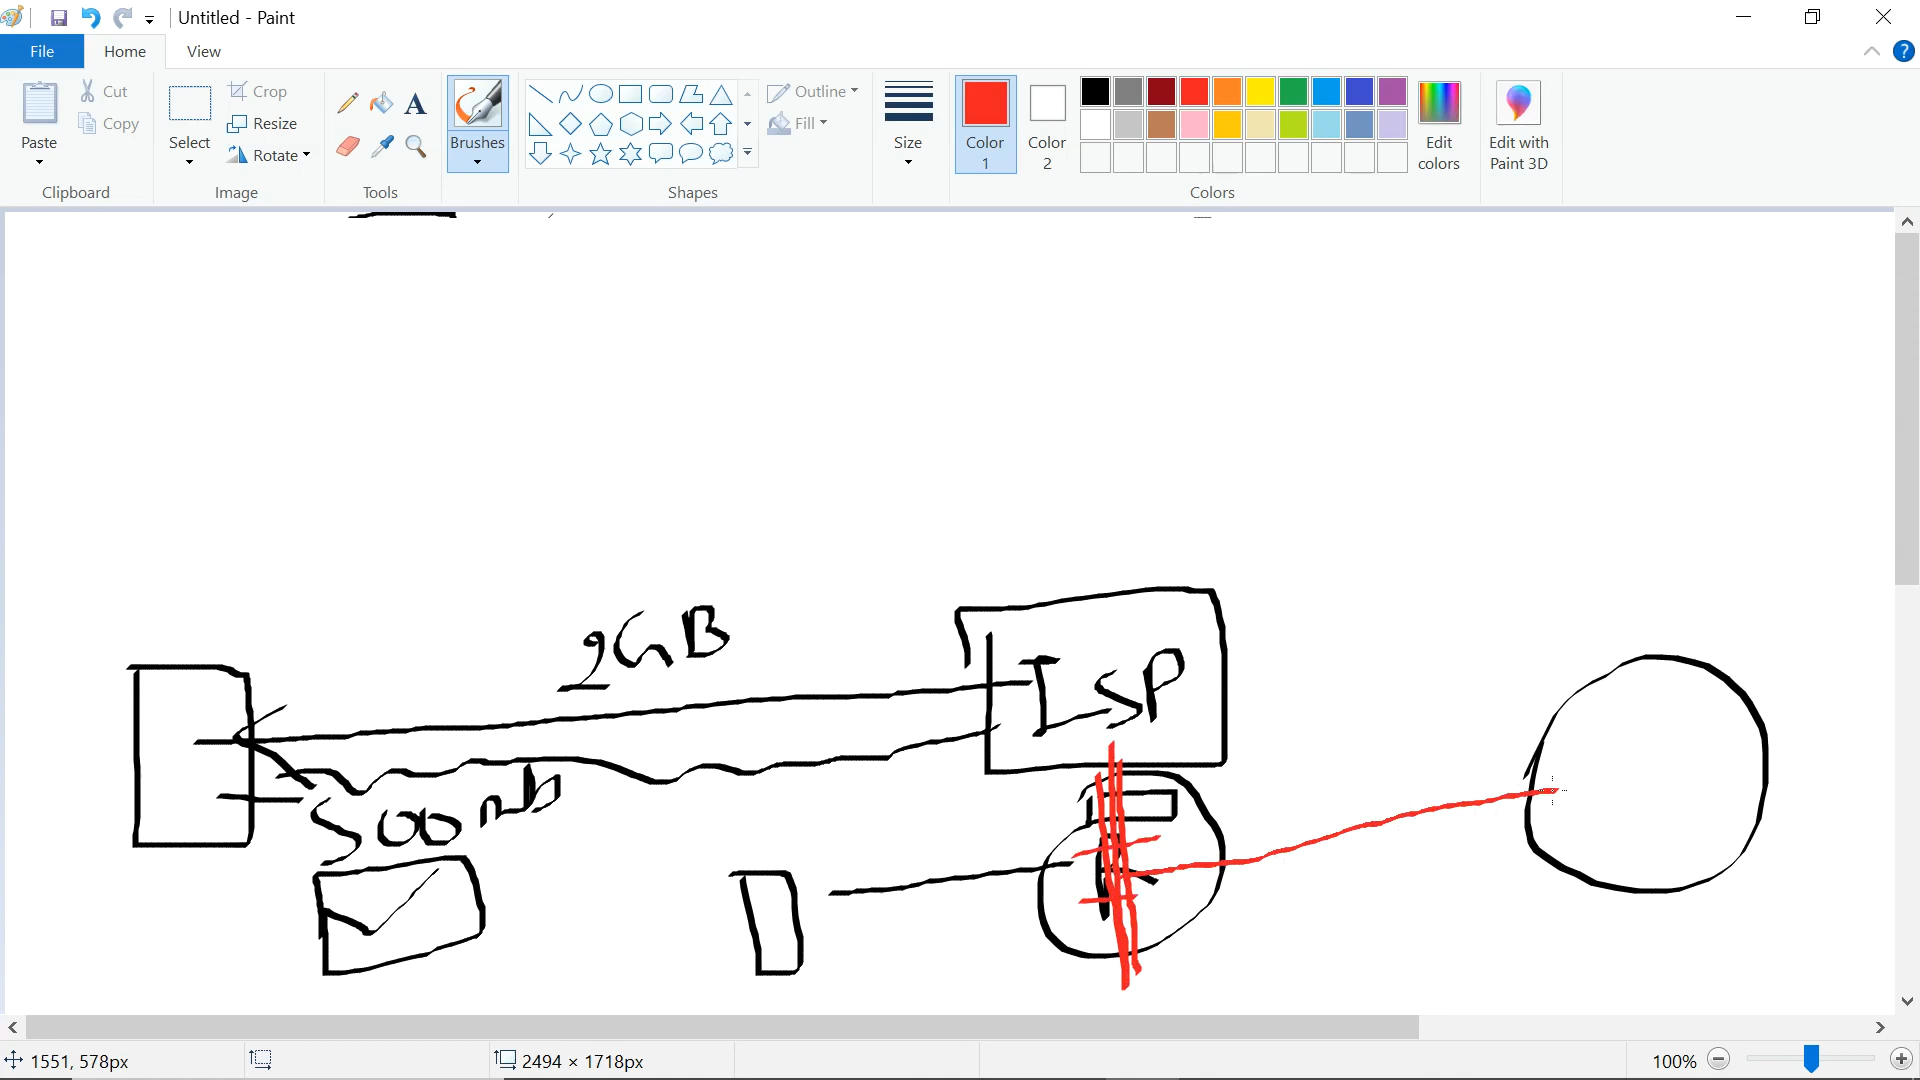 Untitled - Paint
File
Home
View
Paste
Cut
Copy
Clipboard
Select
Crop
Resize
Rotate
Image
Tools
Brushes
Shapes
Outline
Fill
Size
Color
1
Color
2
Colors
Edit
colors
Edit with
Paint 3D
2GB
ISP
500mb
1551, 578px
2494 × 1718px
100%